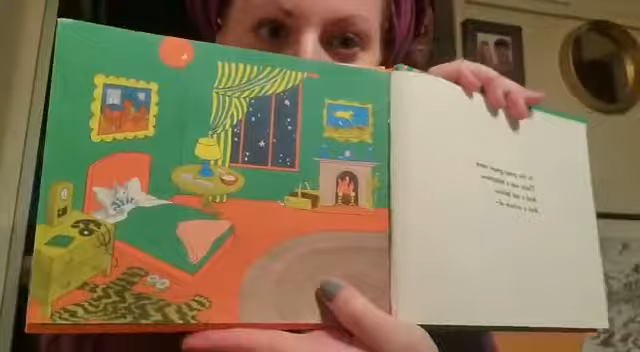 In the great green room
There was a telephone
And a red balloon
And a picture of—